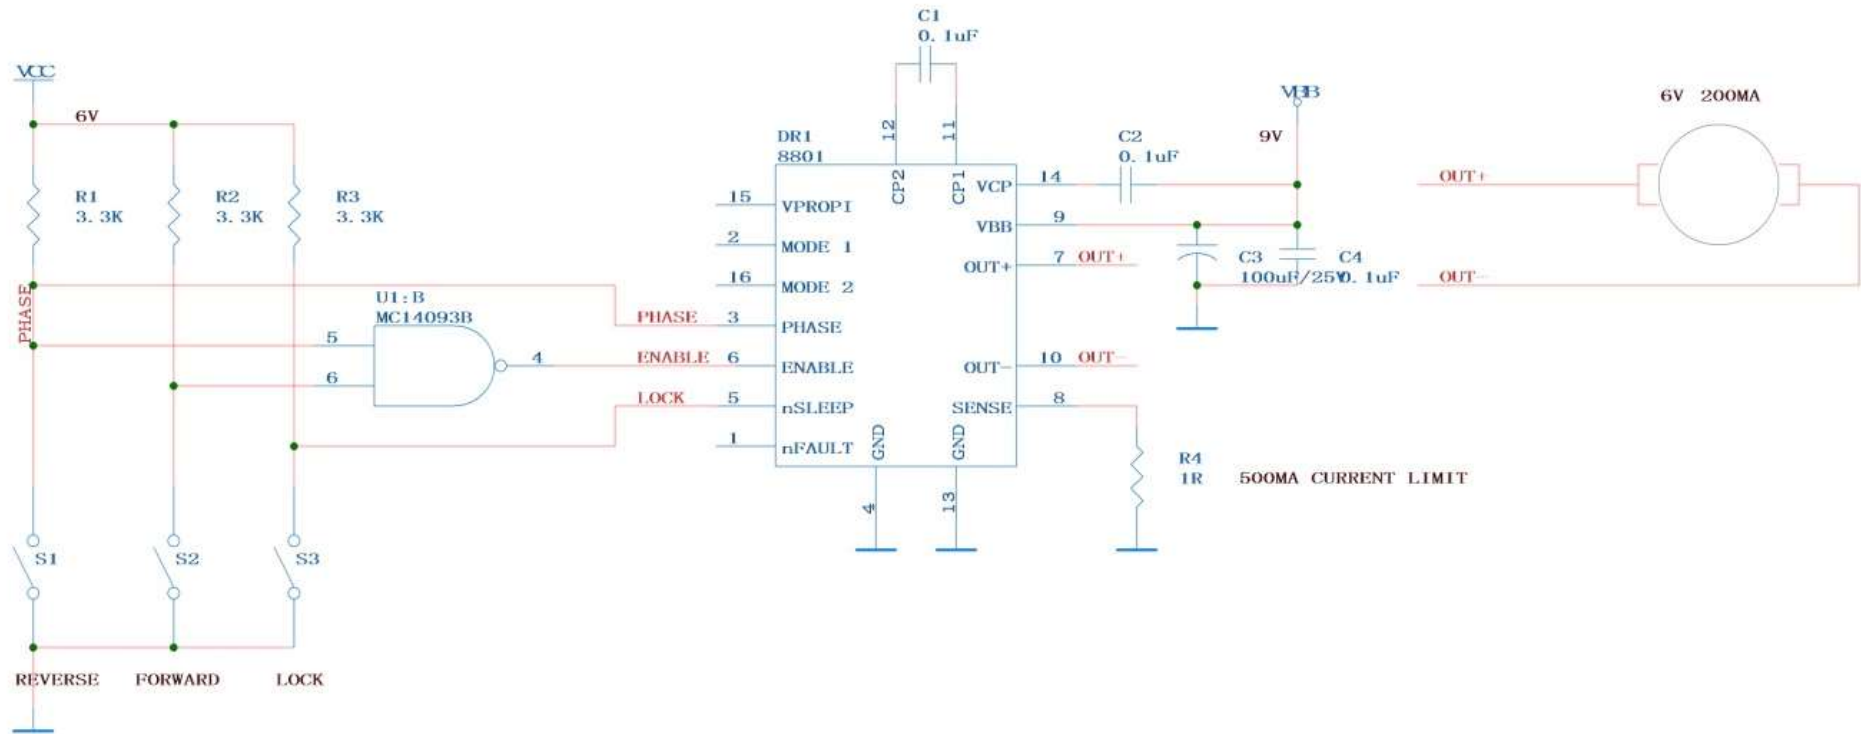 C1
0.1uF
VCC
6V
VBB
9V
6V 200MA
DR1
8801
12
11
CP2
CP1
C2
0.1uF
R1
3.3K
R2
3.3K
R3
3.3K
15 VPROPI
2 MODE 1
16 MODE 2
PHASE 3 PHASE
ENABLE 6 ENABLE
LOCK 5 nSLEEP
1 nFAULT
VCP 14
VBB 9
OUT+ 7 OUT+
OUT- 10 OUT-
SENSE 8
GND
GND
4
13
C3
100uF/25V
C4
0.1uF
OUT+
OUT-
PHASE
U1:B
MC14093B
5
6
4
R4
1R
500MA CURRENT LIMIT
S1
S2
S3
REVERSE FORWARD LOCK